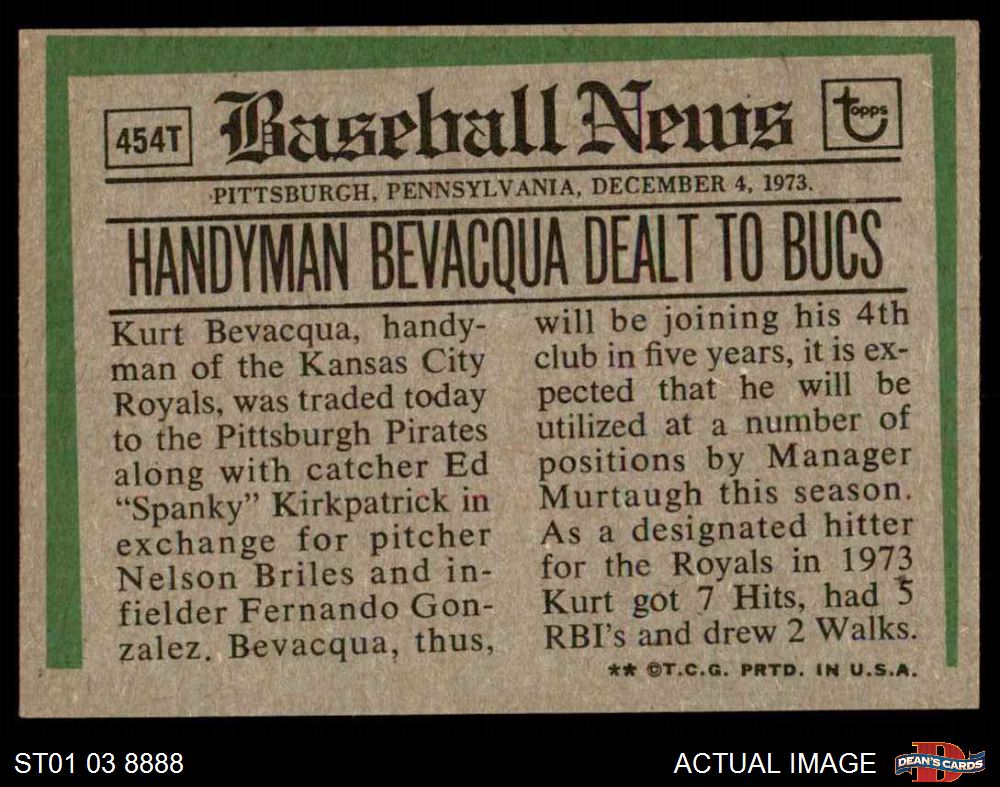 454T
Baseball News
topps
PITTSBURGH, PENNSYLVANIA, DECEMBER 4, 1973.
HANDYMAN BEVACQUA DEALT TO BUCS
Kurt Bevacqua, handy-
man of the Kansas City
Royals, was traded today
to the Pittsburgh Pirates
along with catcher Ed
“Spanky” Kirkpatrick in
exchange for pitcher
Nelson Briles and in-
fielder Fernando Gon-
zalez. Bevacqua, thus,
will be joining his 4th
club in five years, it is ex-
pected that he will be
utilized at a number of
positions by Manager
Murtaugh this season.
As a designated hitter
for the Royals in 1973
Kurt got 7 Hits, had 5
RBI's and drew 2 Walks.
** ©T.C.G. PRTD. IN U.S.A.
ST01 03 8888
ACTUAL IMAGE
DEAN'S CARDS